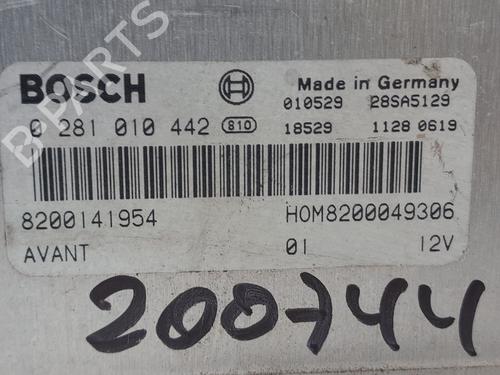 B-PARTS
BOSCH Made in Germany
010529 28SA5129
0 281 010 442 810 18529 1128 0619
8200141954 HOM8200049306
AVANT 01 12V
200744